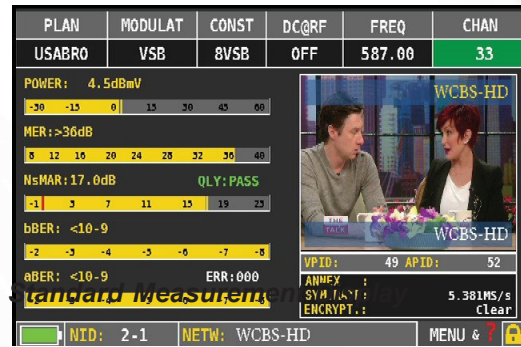 PLAN MODULAT CONST DC@RF FREQ CHAN
USABRO VSB 8VSB OFF 587.00 33
POWER: 4.5dBmV
-30 -15 0 15 30 45 60
MER:>36dB
8 12 16 20 24 28 32 36 40
NsMAR:17.0dB QLY:PASS
-1 3 7 11 15 19 23
bBER: <10-9
-2 -3 -4 -5 -6 -7 -8
aBER: <10-9 ERR:000
WCBS-HD
THE TALK
WCBS-HD
VPID: 49 APID: 52
ANNEX :
SYM.RAT: 5.381MS/s
ENCRYPT.: Clear
Standard Measurement Display
NID: 2-1 NETW: WCBS-HD MENU & ?